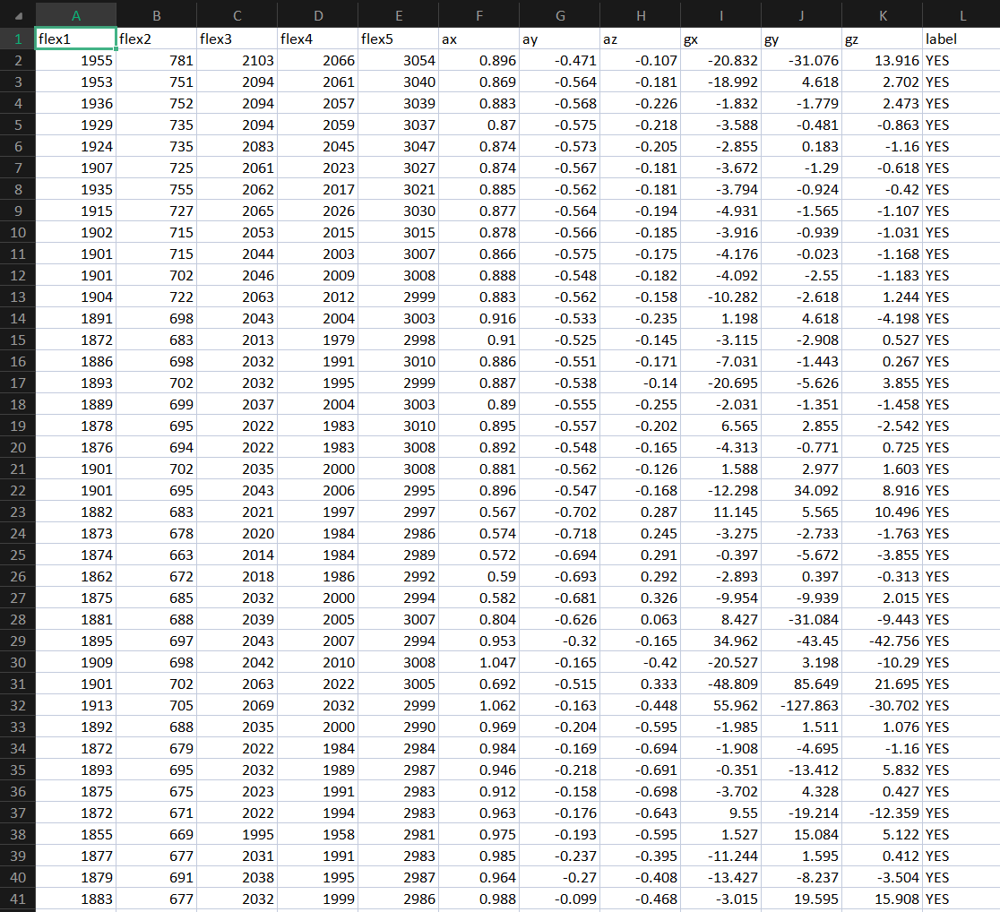 A B C D E F G H I J K L
1 flex1 flex2 flex3 flex4 flex5 ax ay az gx gy gz label
2 1955 781 2103 2066 3054 0.896 -0.471 -0.107 -20.832 -31.076 13.916 YES
3 1953 751 2094 2061 3040 0.869 -0.564 -0.181 -18.992 4.618 2.702 YES
4 1936 752 2094 2057 3039 0.883 -0.568 -0.226 -1.832 -1.779 2.473 YES
5 1929 735 2094 2059 3037 0.87 -0.575 -0.218 -3.588 -0.481 -0.863 YES
6 1924 735 2083 2045 3047 0.874 -0.573 -0.205 -2.855 0.183 -1.16 YES
7 1907 725 2061 2023 3027 0.874 -0.567 -0.181 -3.672 -1.29 -0.618 YES
8 1935 755 2062 2017 3021 0.885 -0.562 -0.181 -3.794 -0.924 -0.42 YES
9 1915 727 2065 2026 3030 0.877 -0.564 -0.194 -4.931 -1.565 -1.107 YES
10 1902 715 2053 2015 3015 0.878 -0.566 -0.185 -3.916 -0.939 -1.031 YES
11 1901 715 2044 2003 3007 0.866 -0.575 -0.175 -4.176 -0.023 -1.168 YES
12 1901 702 2046 2009 3008 0.888 -0.548 -0.182 -4.092 -2.55 -1.183 YES
13 1904 722 2063 2012 2999 0.883 -0.562 -0.158 -10.282 -2.618 1.244 YES
14 1891 698 2043 2004 3003 0.916 -0.533 -0.235 1.198 4.618 -4.198 YES
15 1872 683 2013 1979 2998 0.91 -0.525 -0.145 -3.115 -2.908 0.527 YES
16 1886 698 2032 1991 3010 0.886 -0.551 -0.171 -7.031 -1.443 0.267 YES
17 1893 702 2032 1995 2999 0.887 -0.538 -0.14 -20.695 -5.626 3.855 YES
18 1889 699 2037 2004 3003 0.89 -0.555 -0.255 -2.031 -1.351 -1.458 YES
19 1878 695 2022 1983 3010 0.895 -0.557 -0.202 6.565 2.855 -2.542 YES
20 1876 694 2022 1983 3008 0.892 -0.548 -0.165 -4.313 -0.771 0.725 YES
21 1901 702 2035 2000 3008 0.881 -0.562 -0.126 1.588 2.977 1.603 YES
22 1901 695 2043 2006 2995 0.896 -0.547 -0.168 -12.298 34.092 8.916 YES
23 1882 683 2021 1997 2997 0.567 -0.702 0.287 11.145 5.565 10.496 YES
24 1873 678 2020 1984 2986 0.574 -0.718 0.245 -3.275 -2.733 -1.763 YES
25 1874 663 2014 1984 2989 0.572 -0.694 0.291 -0.397 -5.672 -3.855 YES
26 1862 672 2018 1986 2992 0.59 -0.693 0.292 -2.893 0.397 -0.313 YES
27 1875 685 2032 2000 2994 0.582 -0.681 0.326 -9.954 -9.939 2.015 YES
28 1881 688 2039 2005 3007 0.804 -0.626 0.063 8.427 -31.084 -9.443 YES
29 1895 697 2043 2007 2994 0.953 -0.32 -0.165 34.962 -43.45 -42.756 YES
30 1909 698 2042 2010 3008 1.047 -0.165 -0.42 -20.527 3.198 -10.29 YES
31 1901 702 2063 2022 3005 0.692 -0.515 0.333 -48.809 85.649 21.695 YES
32 1913 705 2069 2032 2999 1.062 -0.163 -0.448 55.962 -127.863 -30.702 YES
33 1892 688 2035 2000 2990 0.969 -0.204 -0.595 -1.985 1.511 1.076 YES
34 1872 679 2022 1984 2984 0.984 -0.169 -0.694 -1.908 -4.695 -1.16 YES
35 1893 695 2032 1989 2987 0.946 -0.218 -0.691 -0.351 -13.412 5.832 YES
36 1875 675 2023 1991 2983 0.912 -0.158 -0.698 -3.702 4.328 0.427 YES
37 1872 671 2022 1994 2983 0.963 -0.176 -0.643 9.55 -19.214 -12.359 YES
38 1855 669 1995 1958 2981 0.975 -0.193 -0.595 1.527 15.084 5.122 YES
39 1877 677 2031 1991 2983 0.985 -0.237 -0.395 -11.244 1.595 0.412 YES
40 1879 691 2038 1995 2987 0.964 -0.27 -0.408 -13.427 -8.237 -3.504 YES
41 1883 677 2032 1999 2986 0.988 -0.099 -0.468 -3.015 19.595 15.908 YES